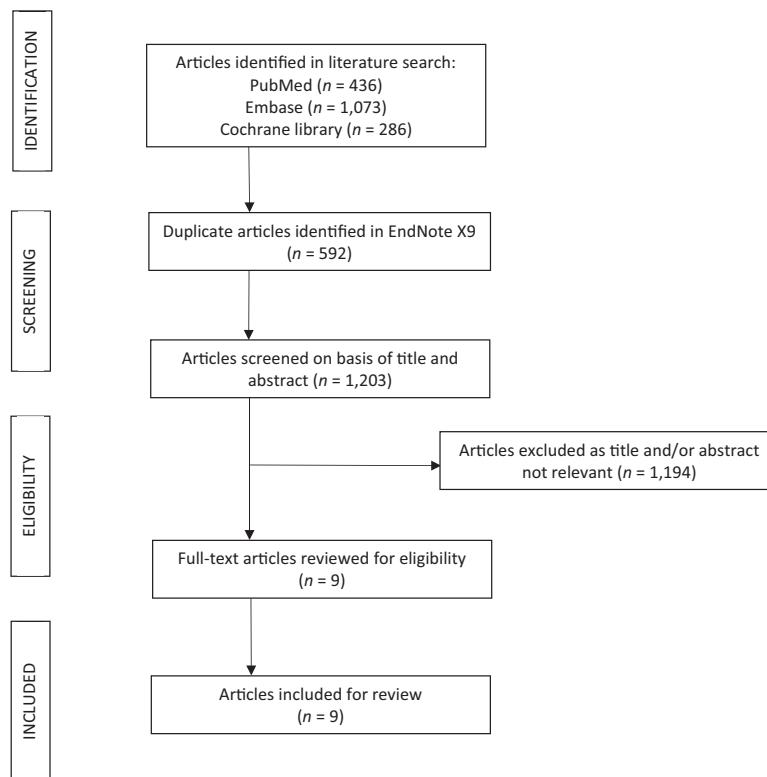 IDENTIFICATION
Articles identified in literature search:
PubMed (n = 436)
Embase (n = 1,073)
Cochrane library (n = 286)
SCREENING
Duplicate articles identified in EndNote X9
(n = 592)
Articles screened on basis of title and
abstract (n = 1,203)
ELIGIBILITY
Articles excluded as title and/or abstract
not relevant (n = 1,194)
Full-text articles reviewed for eligibility
(n = 9)
INCLUDED
Articles included for review
(n = 9)